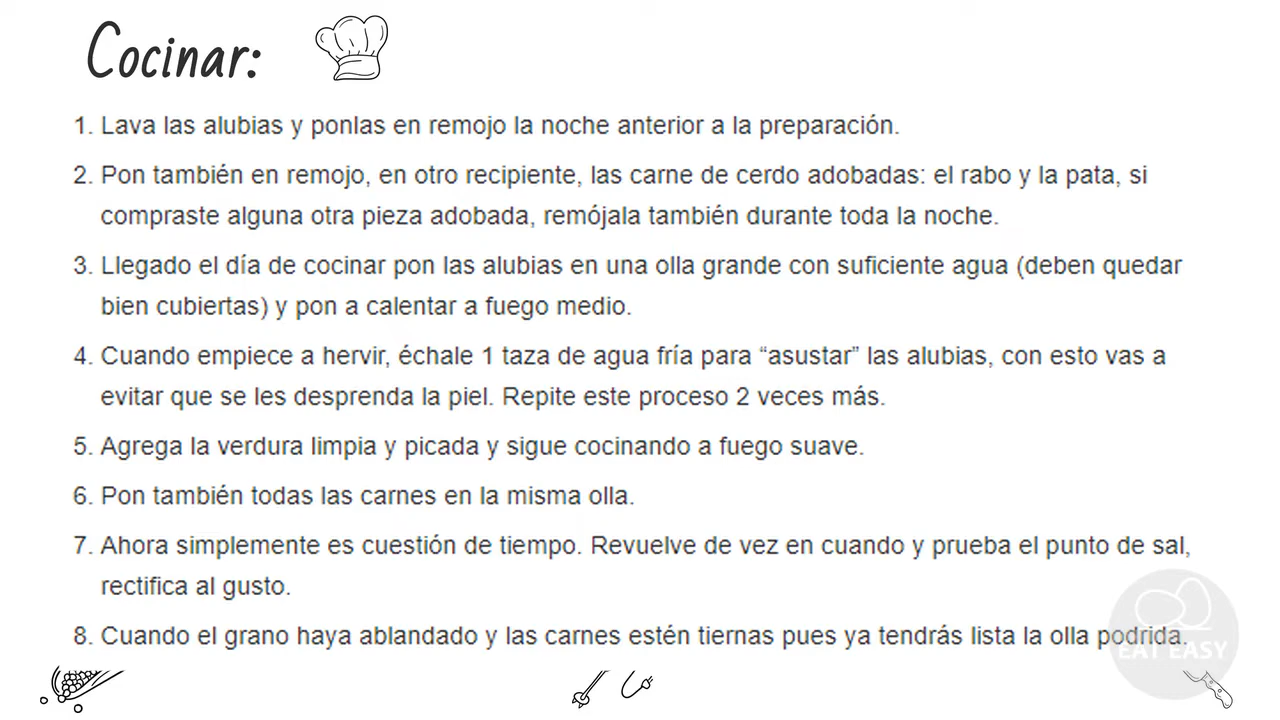 Cocinar:
1. Lava las alubias y ponlas en remojo la noche anterior a la preparación.
2. Pon también en remojo, en otro recipiente, las carne de cerdo adobadas: el rabo y la pata, si
compraste alguna otra pieza adobada, remójala también durante toda la noche.
3. Llegado el día de cocinar pon las alubias en una olla grande con suficiente agua (deben quedar
bien cubiertas) y pon a calentar a fuego medio.
4. Cuando empiece a hervir, échale 1 taza de agua fría para “asustar” las alubias, con esto vas a
evitar que se les desprenda la piel. Repite este proceso 2 veces más.
5. Agrega la verdura limpia y picada y sigue cocinando a fuego suave.
6. Pon también todas las carnes en la misma olla.
7. Ahora simplemente es cuestión de tiempo. Revuelve de vez en cuando y prueba el punto de sal,
rectifica al gusto.
8. Cuando el grano haya ablandado y las carnes estén tiernas pues ya tendrás lista la olla podrida.
EAT EASY